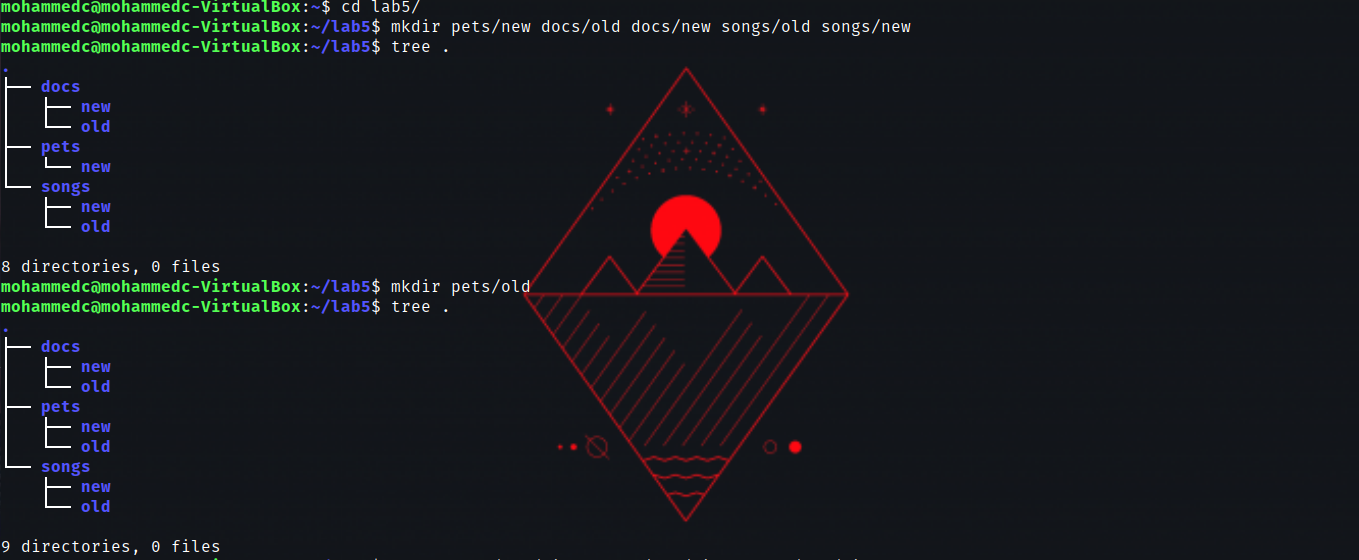 mohammedc@mohammedc-VirtualBox:~$ cd lab5/
mohammedc@mohammedc-VirtualBox:~/lab5$ mkdir pets/new docs/old docs/new songs/old songs/new
mohammedc@mohammedc-VirtualBox:~/lab5$ tree .
.
├── docs
│   ├── new
│   └── old
├── pets
│   └── new
└── songs
    ├── new
    └── old
8 directories, 0 files
mohammedc@mohammedc-VirtualBox:~/lab5$ mkdir pets/old
mohammedc@mohammedc-VirtualBox:~/lab5$ tree .
.
├── docs
│   ├── new
│   └── old
├── pets
│   ├── new
│   └── old
└── songs
    ├── new
    └── old
9 directories, 0 files